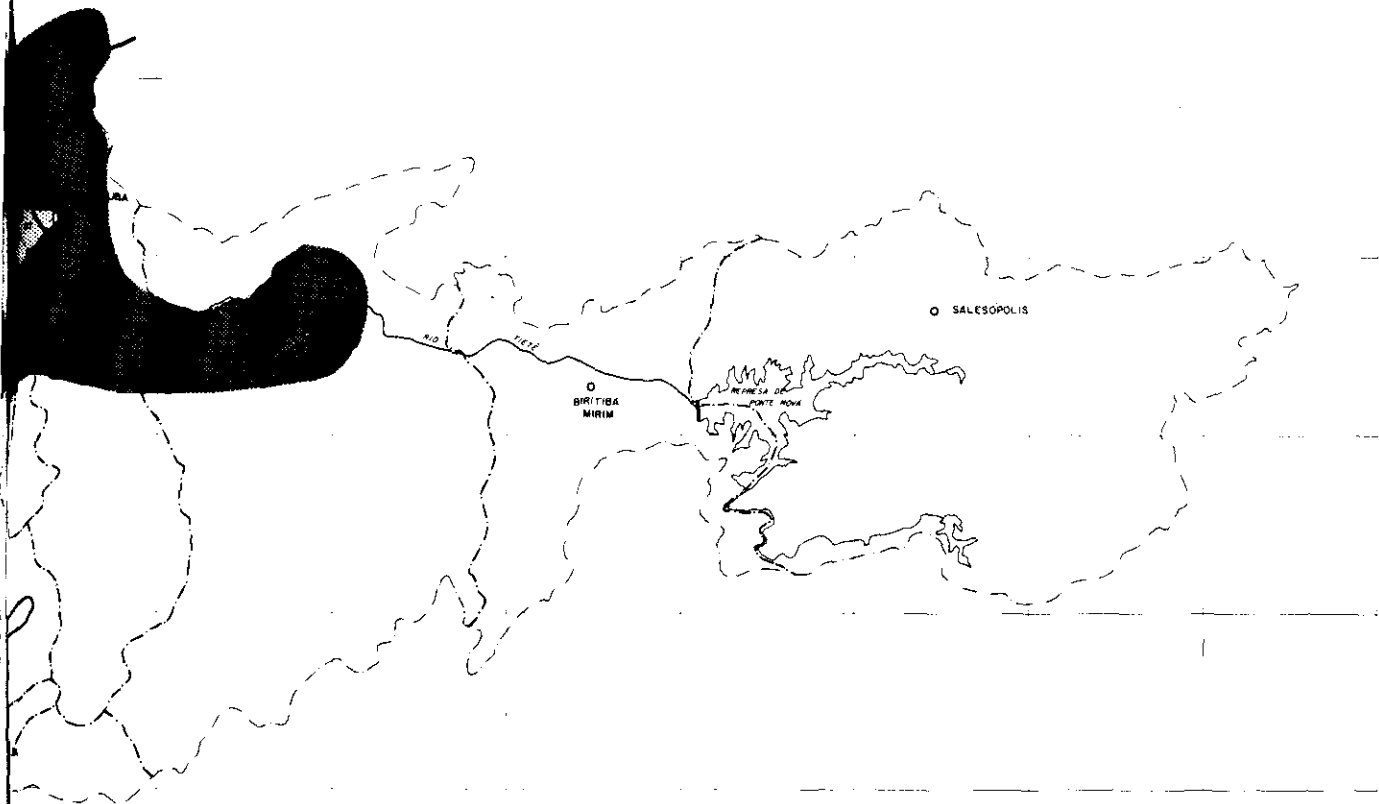 UBA
SALESÓPOLIS
RIO TIETÊ
BIRITIBA
MIRIM
REPRESA DE
PONTE NOVA